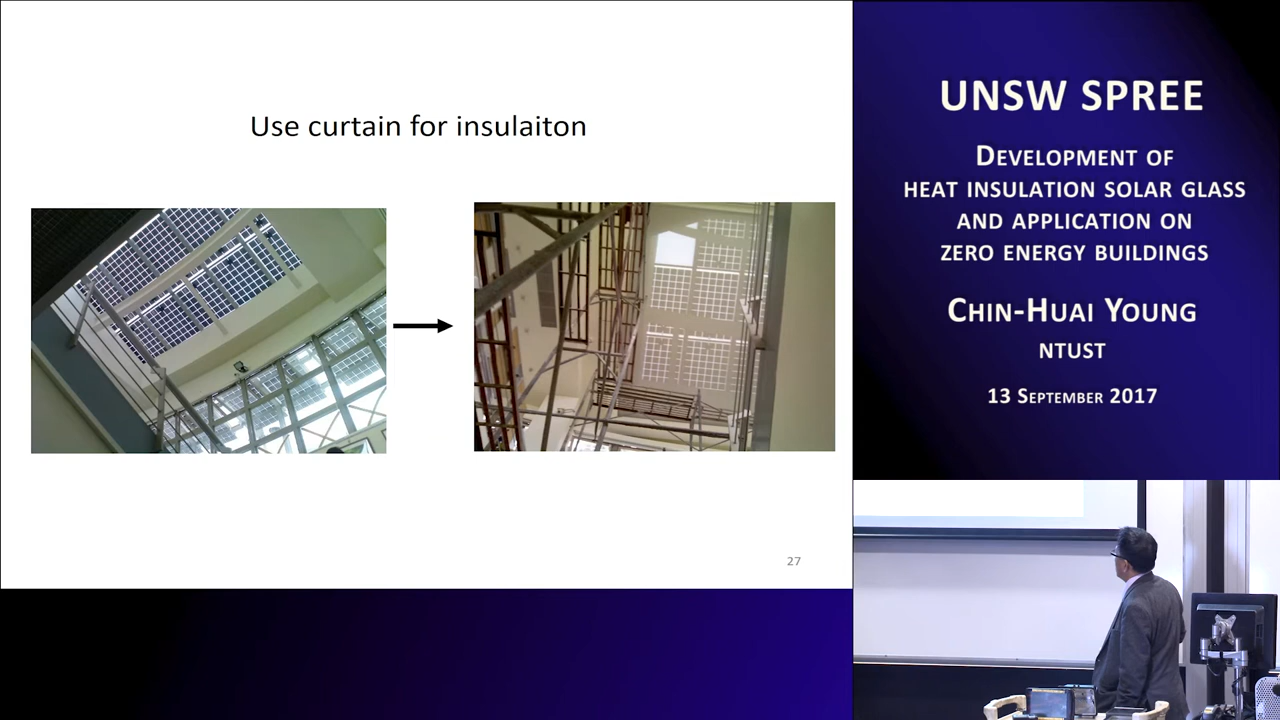 Use curtain for insulaiton
27
UNSW SPREE
DEVELOPMENT OF
HEAT INSULATION SOLAR GLASS
AND APPLICATION ON
ZERO ENERGY BUILDINGS
CHIN-HUAI YOUNG
NTUST
13 SEPTEMBER 2017